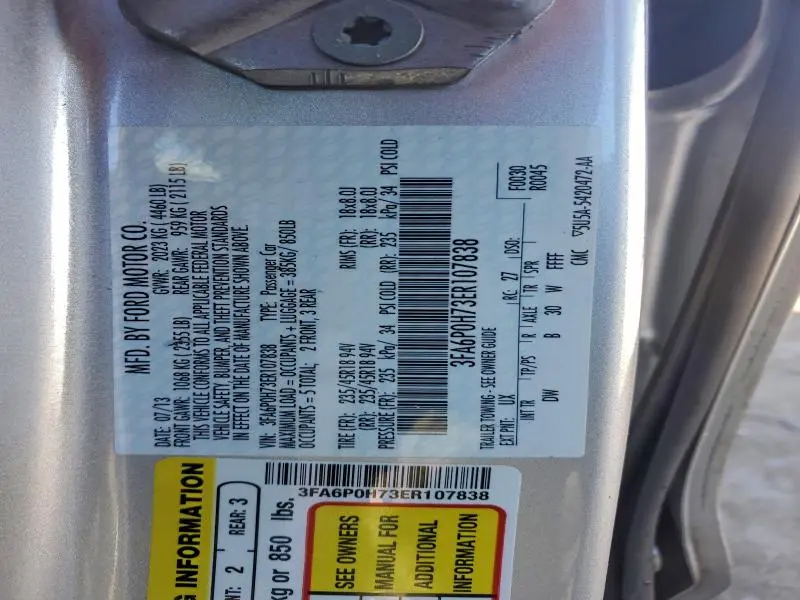 MFD. BY FORD MOTOR CO.
DATE: 07/13 GVWR: 2023 KG (4460 LB)
FRONT GAWR: 1068 KG (2355 LB) REAR GAWR: 959 KG (2115 LB)
THIS VEHICLE CONFORMS TO ALL APPLICABLE FEDERAL MOTOR
VEHICLE SAFETY, BUMPER, AND THEFT PREVENTION STANDARDS
IN EFFECT ON THE DATE OF MANUFACTURE SHOWN ABOVE
VIN: 3FA6P0H73ER107838 TYPE: Passenger Car
MAXIMUM LOAD = OCCUPANTS + LUGGAGE = 385KG/ 850LB
OCCUPANTS = 5 TOTAL: 2 FRONT, 3 REAR
TIRE (FR): 235/45R18 94V RIMS (FR): 18x8.0J
(RR): 235/45R18 94V (RR): 18x8.0J
PRESSURE (FR): 235 kPa/ 34 PSI COLD (RR): 235 kPa/ 34 PSI COLD
3FA6P0H73ER107838
TRAILER TOWING - SEE OWNER GUIDE
F0030
R0045
EXT PNT: UX RC: 27 DSO:
INT TR TP/PS R AXLE TR SPR
DW B 30 W FFFF
CMC 5U5A-5420472-AA
3FA6P0H73ER107838
INFORMATION
2 REAR: 3
kg or 850 lbs.
SEE OWNERS
MANUAL FOR
ADDITIONAL
INFORMATION